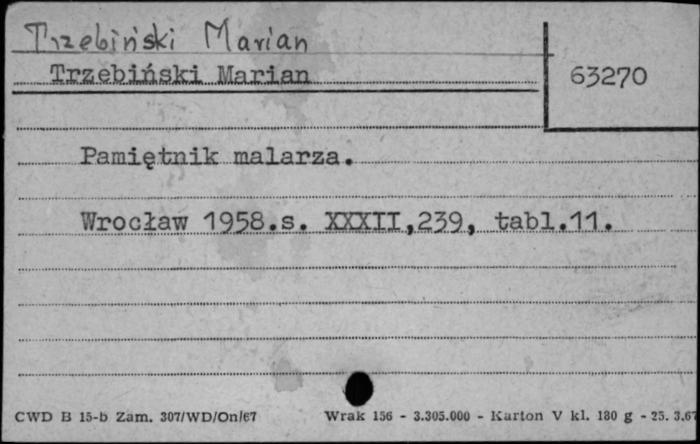 Trzebiński Marian
Trzebiński Marian
63270
Pamiętnik malarza.
Wrocław 1958.s. XXXII,239, tabl.11.
CWD B 15-b Zam. 307/WD/On/67 Wrak 156 - 3.305.000 - Karton V kl. 180 g - 25. 3.67